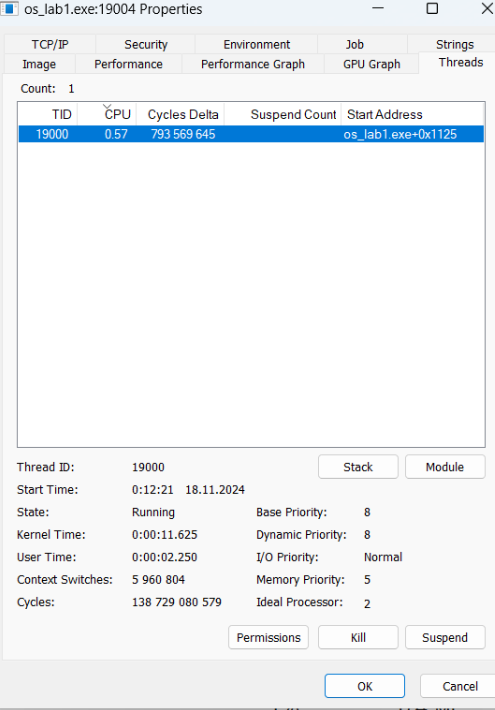 os_lab1.exe:19004 Properties
TCP/IP Security Environment Job Strings
Image Performance Performance Graph GPU Graph Threads
Count: 1
TID CPU Cycles Delta Suspend Count Start Address
19000 0.57 793 569 645 os_lab1.exe+0x1125
Thread ID: 19000 Stack Module
Start Time: 0:12:21 18.11.2024
State: Running Base Priority: 8
Kernel Time: 0:00:11.625 Dynamic Priority: 8
User Time: 0:00:02.250 I/O Priority: Normal
Context Switches: 5 960 804 Memory Priority: 5
Cycles: 138 729 080 579 Ideal Processor: 2
Permissions Kill Suspend
OK Cancel